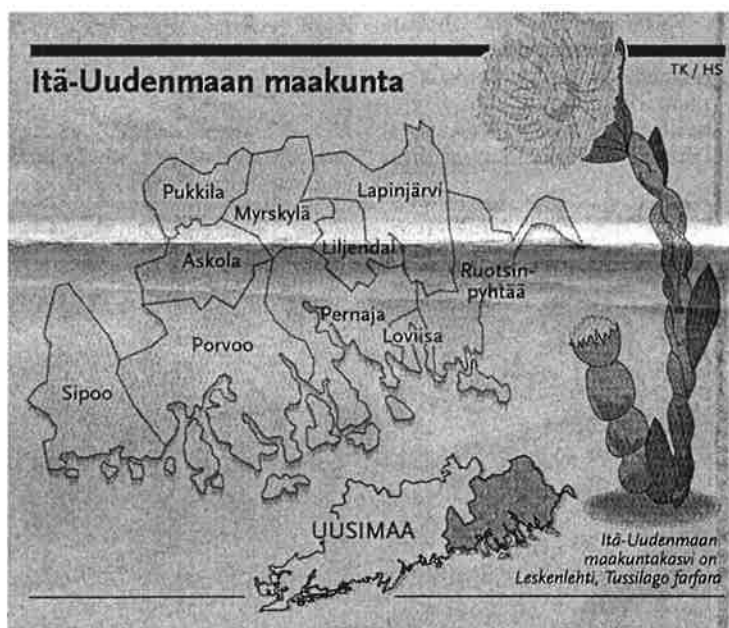 Itä-Uudenmaan maakunta
TK / HS
Pukkila
Myrskylä
Lapinjärvi
Askola
Liljendal
Ruotsin-
pyhtää
Pernaja
Porvoo
Loviisa
Sipoo
UUSIMAA
Itä-Uudenmaan
maakuntakasvi on
Leskenlehti, Tussilago farfara